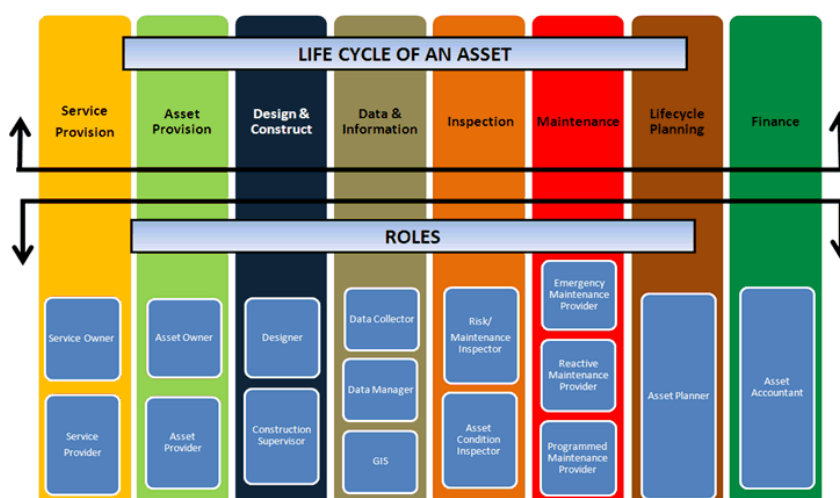 LIFE CYCLE OF AN ASSET
Service
Provision
Asset
Provision
Design &
Construct
Data &
Information
Inspection
Maintenance
Lifecycle
Planning
Finance
ROLES
Service Owner
Service
Provider
Asset Owner
Asset
Provider
Designer
Construction
Supervisor
Data Collector
Data Manager
GIS
Risk/
Maintenance
Inspector
Asset
Condition
Inspector
Emergency
Maintenance
Provider
Reactive
Maintenance
Provider
Programmed
Maintenance
Provider
Asset Planner
Asset
Accountant